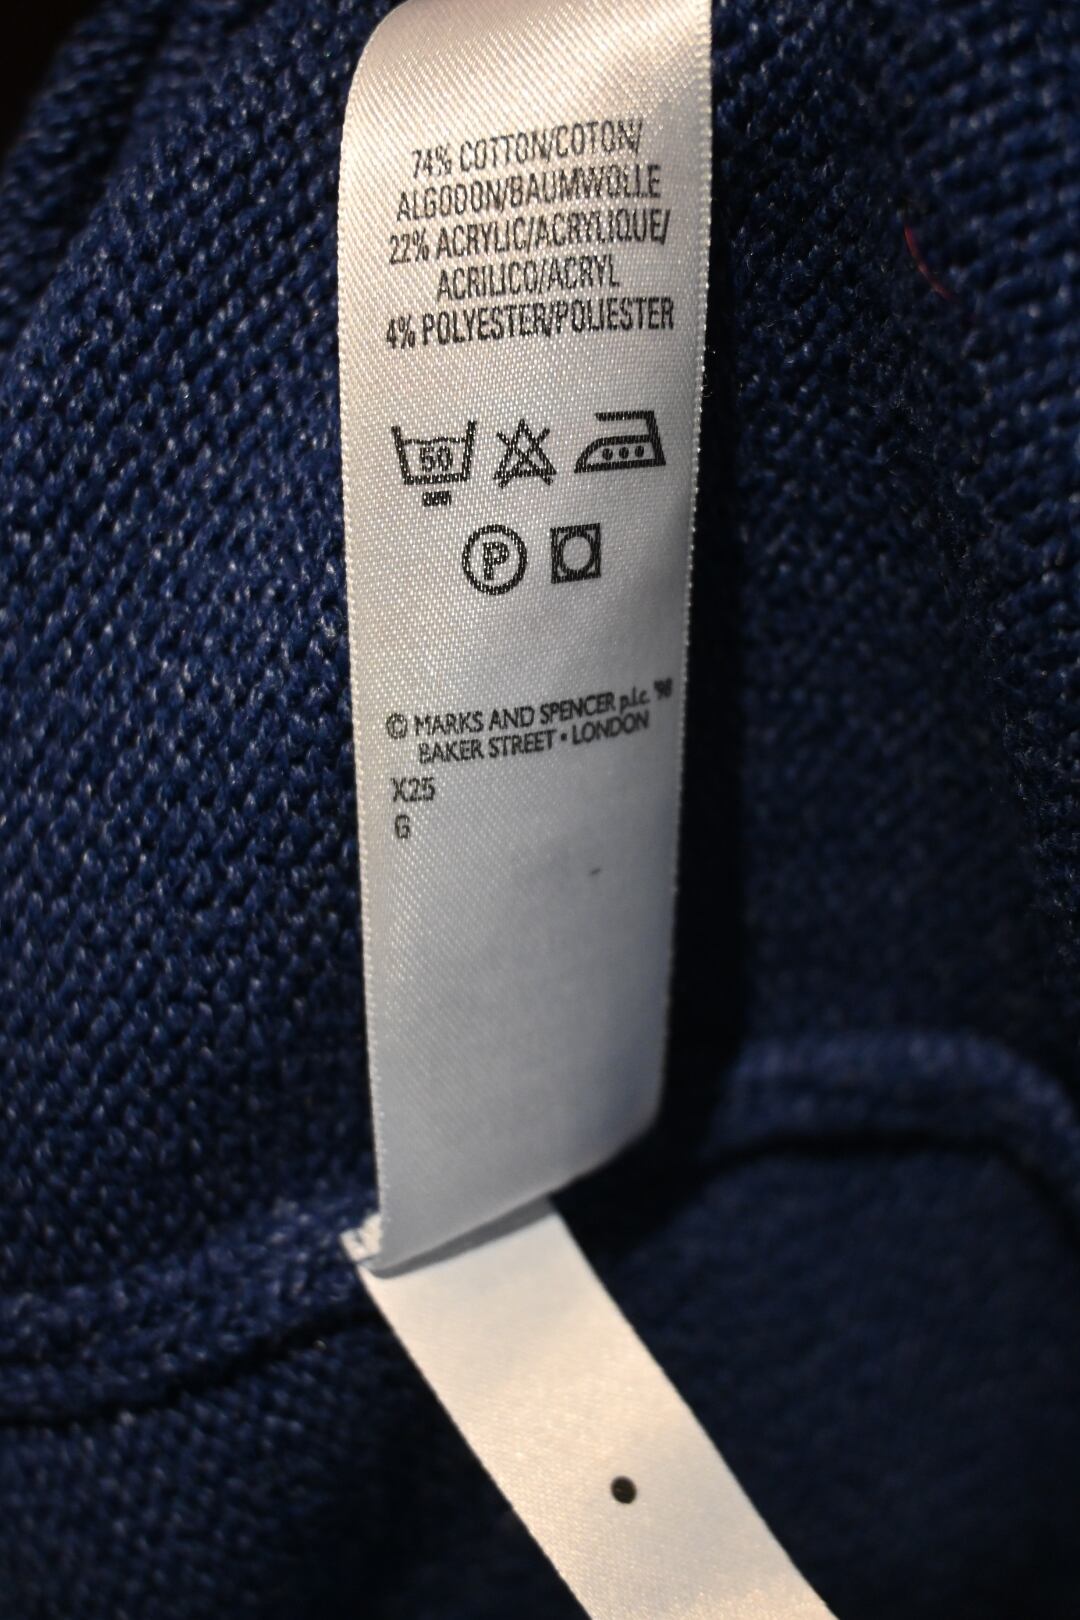 74% COTTON/COTON/
ALGODON/BAUMWOLLE
22% ACRYLIC/ACRYLIQUE/
ACRILICO/ACRYL
4% POLYESTER/POLIESTER
50
P
© MARKS AND SPENCER p.l.c. '98
BAKER STREET • LONDON
X25
G